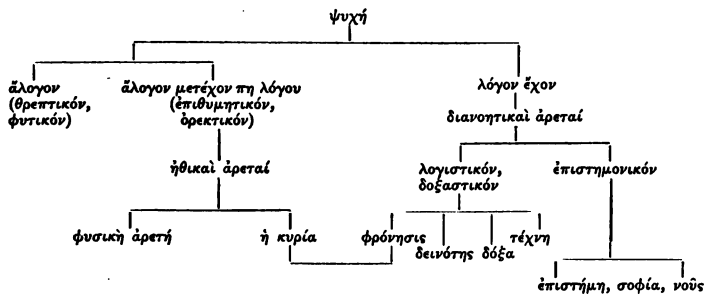 ψυχή
ἄλογον
(θρεπτικόν,
φυτικόν)
ἄλογον μετέχον πη λόγου
(ἐπιθυμητικόν,
ὀρεκτικόν)
λόγον ἔχον
διανοητικαὶ ἀρεταί
ἠθικαὶ ἀρεταί
λογιστικόν,
δοξαστικόν
ἐπιστημονικόν
φυσικὴ ἀρετή
ἡ κυρία
φρόνησις
δεινότης
δόξα
τέχνη
ἐπιστήμη, σοφία, νοῦς